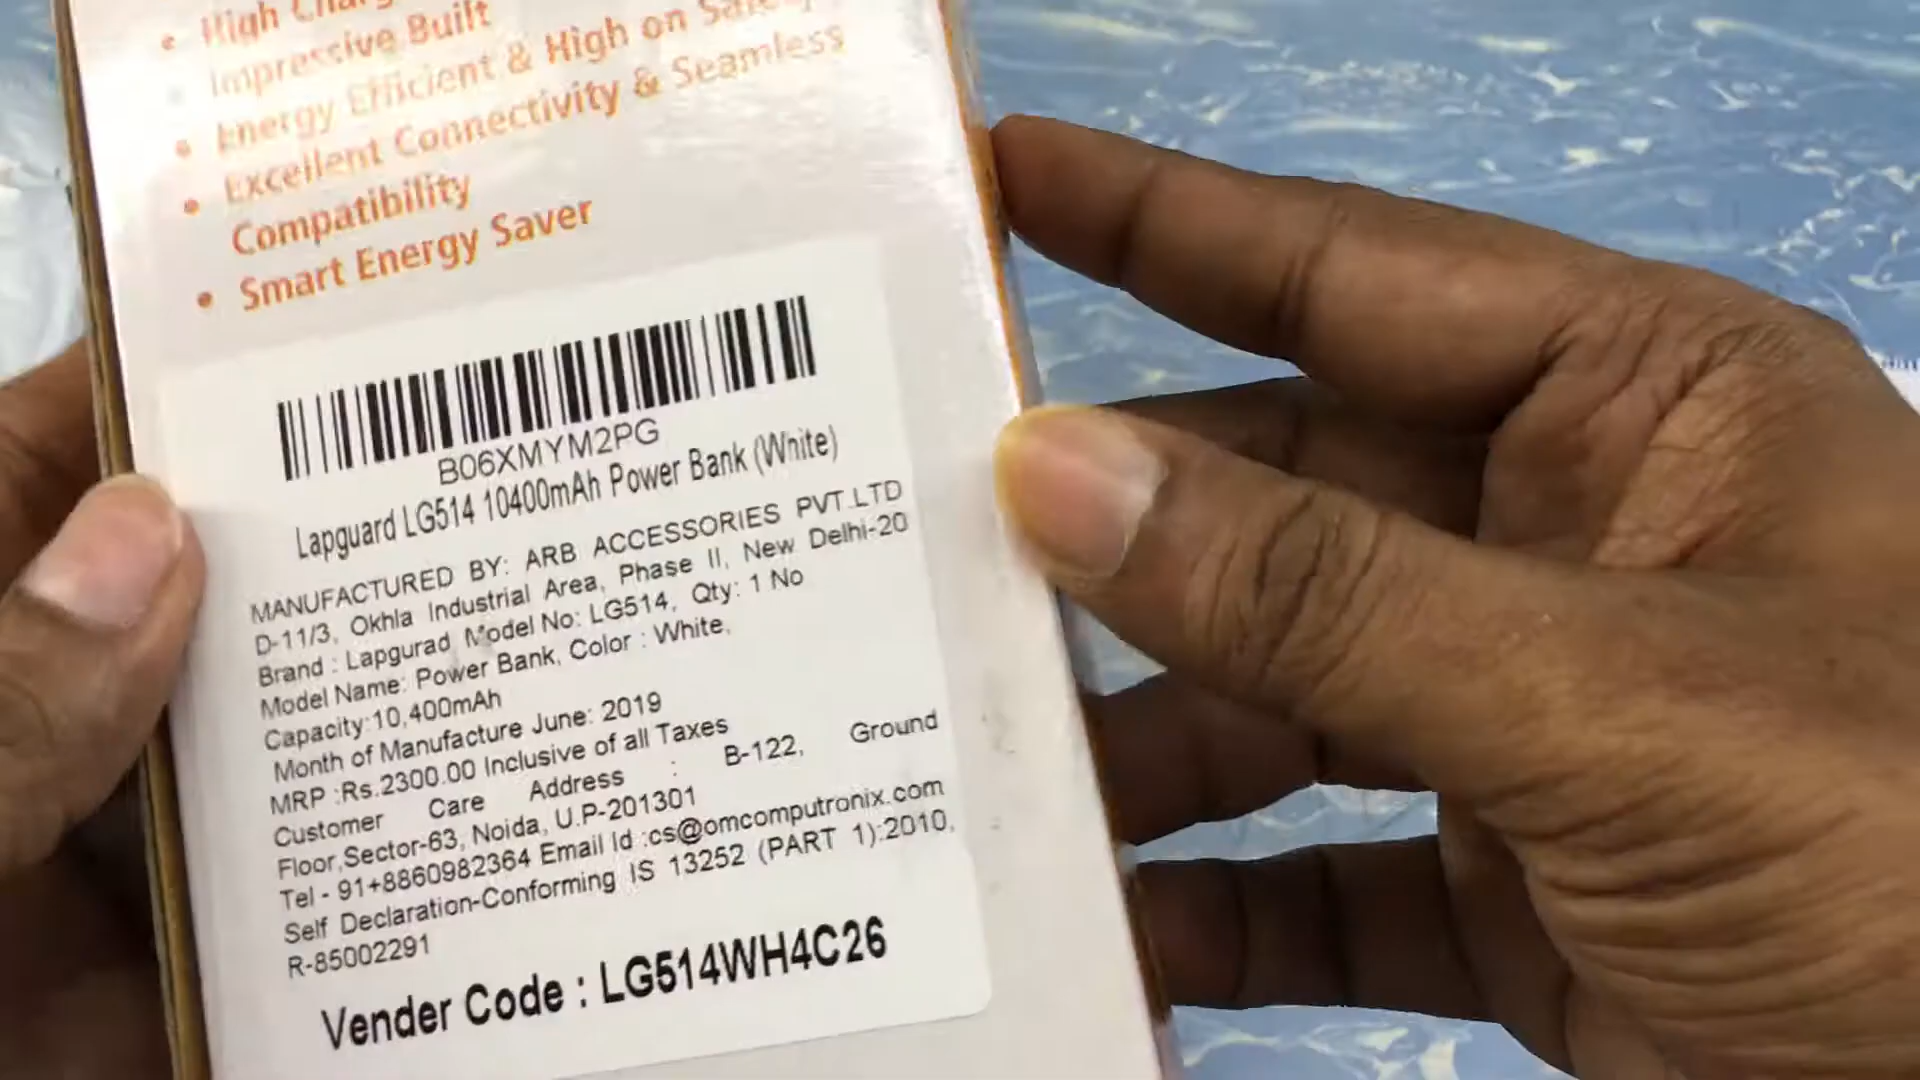 • High
• Impressive Built
• Energy Efficient & High on
• Excellent Connectivity & Seamless
Compatibility
• Smart Energy Saver
B06XMYM2PG
Lapguard LG514 10400mAh Power Bank (White)
MANUFACTURED BY: ARB ACCESSORIES PVT.LTD
D-11/3, Okhla Industrial Area, Phase II, New Delhi-20
Brand : Lapgurad Model No: LG514, Qty: 1 No
Model Name: Power Bank, Color : White,
Capacity:10,400mAh
Month of Manufacture June: 2019
MRP :Rs.2300.00 Inclusive of all Taxes
Customer Care Address : B-122, Ground
Floor,Sector-63, Noida, U.P-201301
Tel - 91+8860982364 Email Id :cs@omcomputronix.com
Self Declaration-Conforming IS 13252 (PART 1):2010,
R-85002291
Vender Code : LG514WH4C26